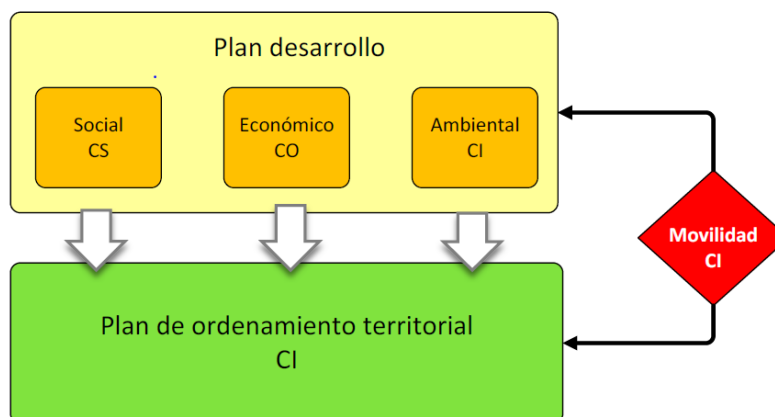 Plan desarrollo
Social
CS
Económico
CO
Ambiental
CI
Movilidad
CI
Plan de ordenamiento territorial
CI